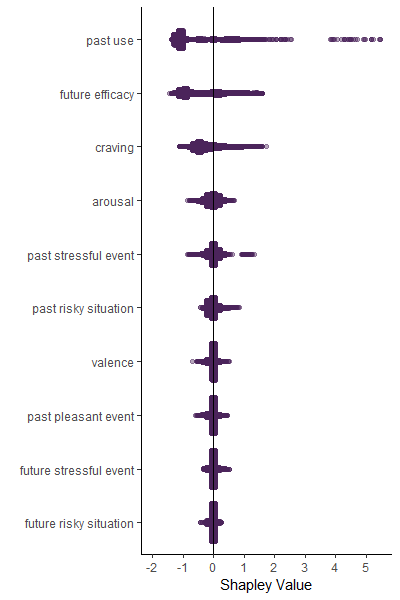 past use
future efficacy
craving
arousal
past stressful event
past risky situation
valence
past pleasant event
future stressful event
future risky situation
-2 -1 0 1 2 3 4 5
Shapley Value